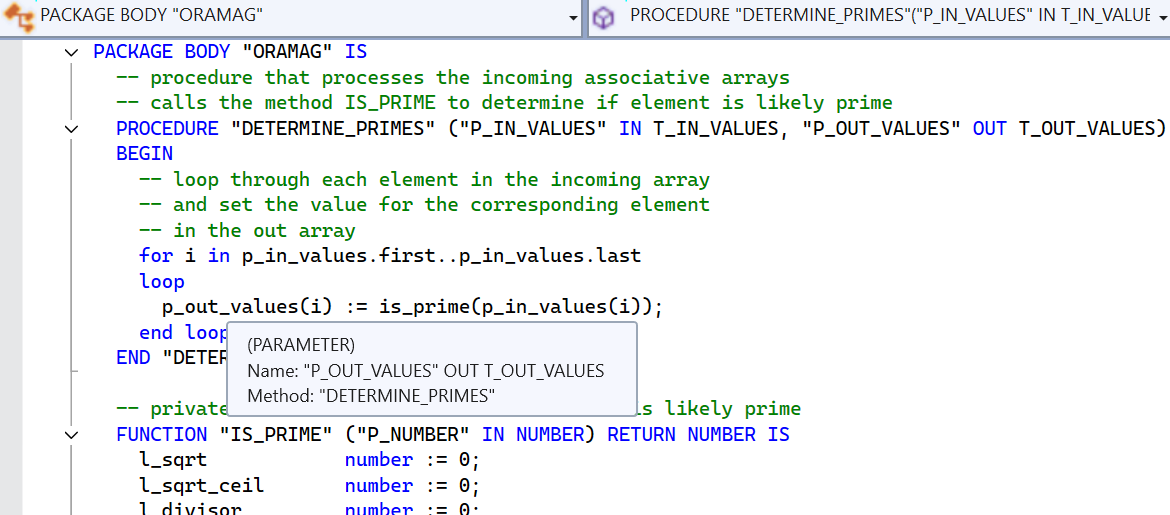 PACKAGE BODY "ORAMAG"
PROCEDURE "DETERMINE_PRIMES"("P_IN_VALUES" IN T_IN_VALUE
PACKAGE BODY "ORAMAG" IS
-- procedure that processes the incoming associative arrays
-- calls the method IS_PRIME to determine if element is likely prime
PROCEDURE "DETERMINE_PRIMES" ("P_IN_VALUES" IN T_IN_VALUES, "P_OUT_VALUES" OUT T_OUT_VALUES)
BEGIN
-- loop through each element in the incoming array
-- and set the value for the corresponding element
-- in the out array
for i in p_in_values.first..p_in_values.last
loop
p_out_values(i) := is_prime(p_in_values(i));
end loop
(PARAMETER)
END "DETER
Name: "P_OUT_VALUES" OUT T_OUT_VALUES
Method: "DETERMINE_PRIMES"
-- private is likely prime
FUNCTION "IS_PRIME" ("P_NUMBER" IN NUMBER) RETURN NUMBER IS
l_sqrt number := 0;
l_sqrt_ceil number := 0;
l_divisor number := 0;